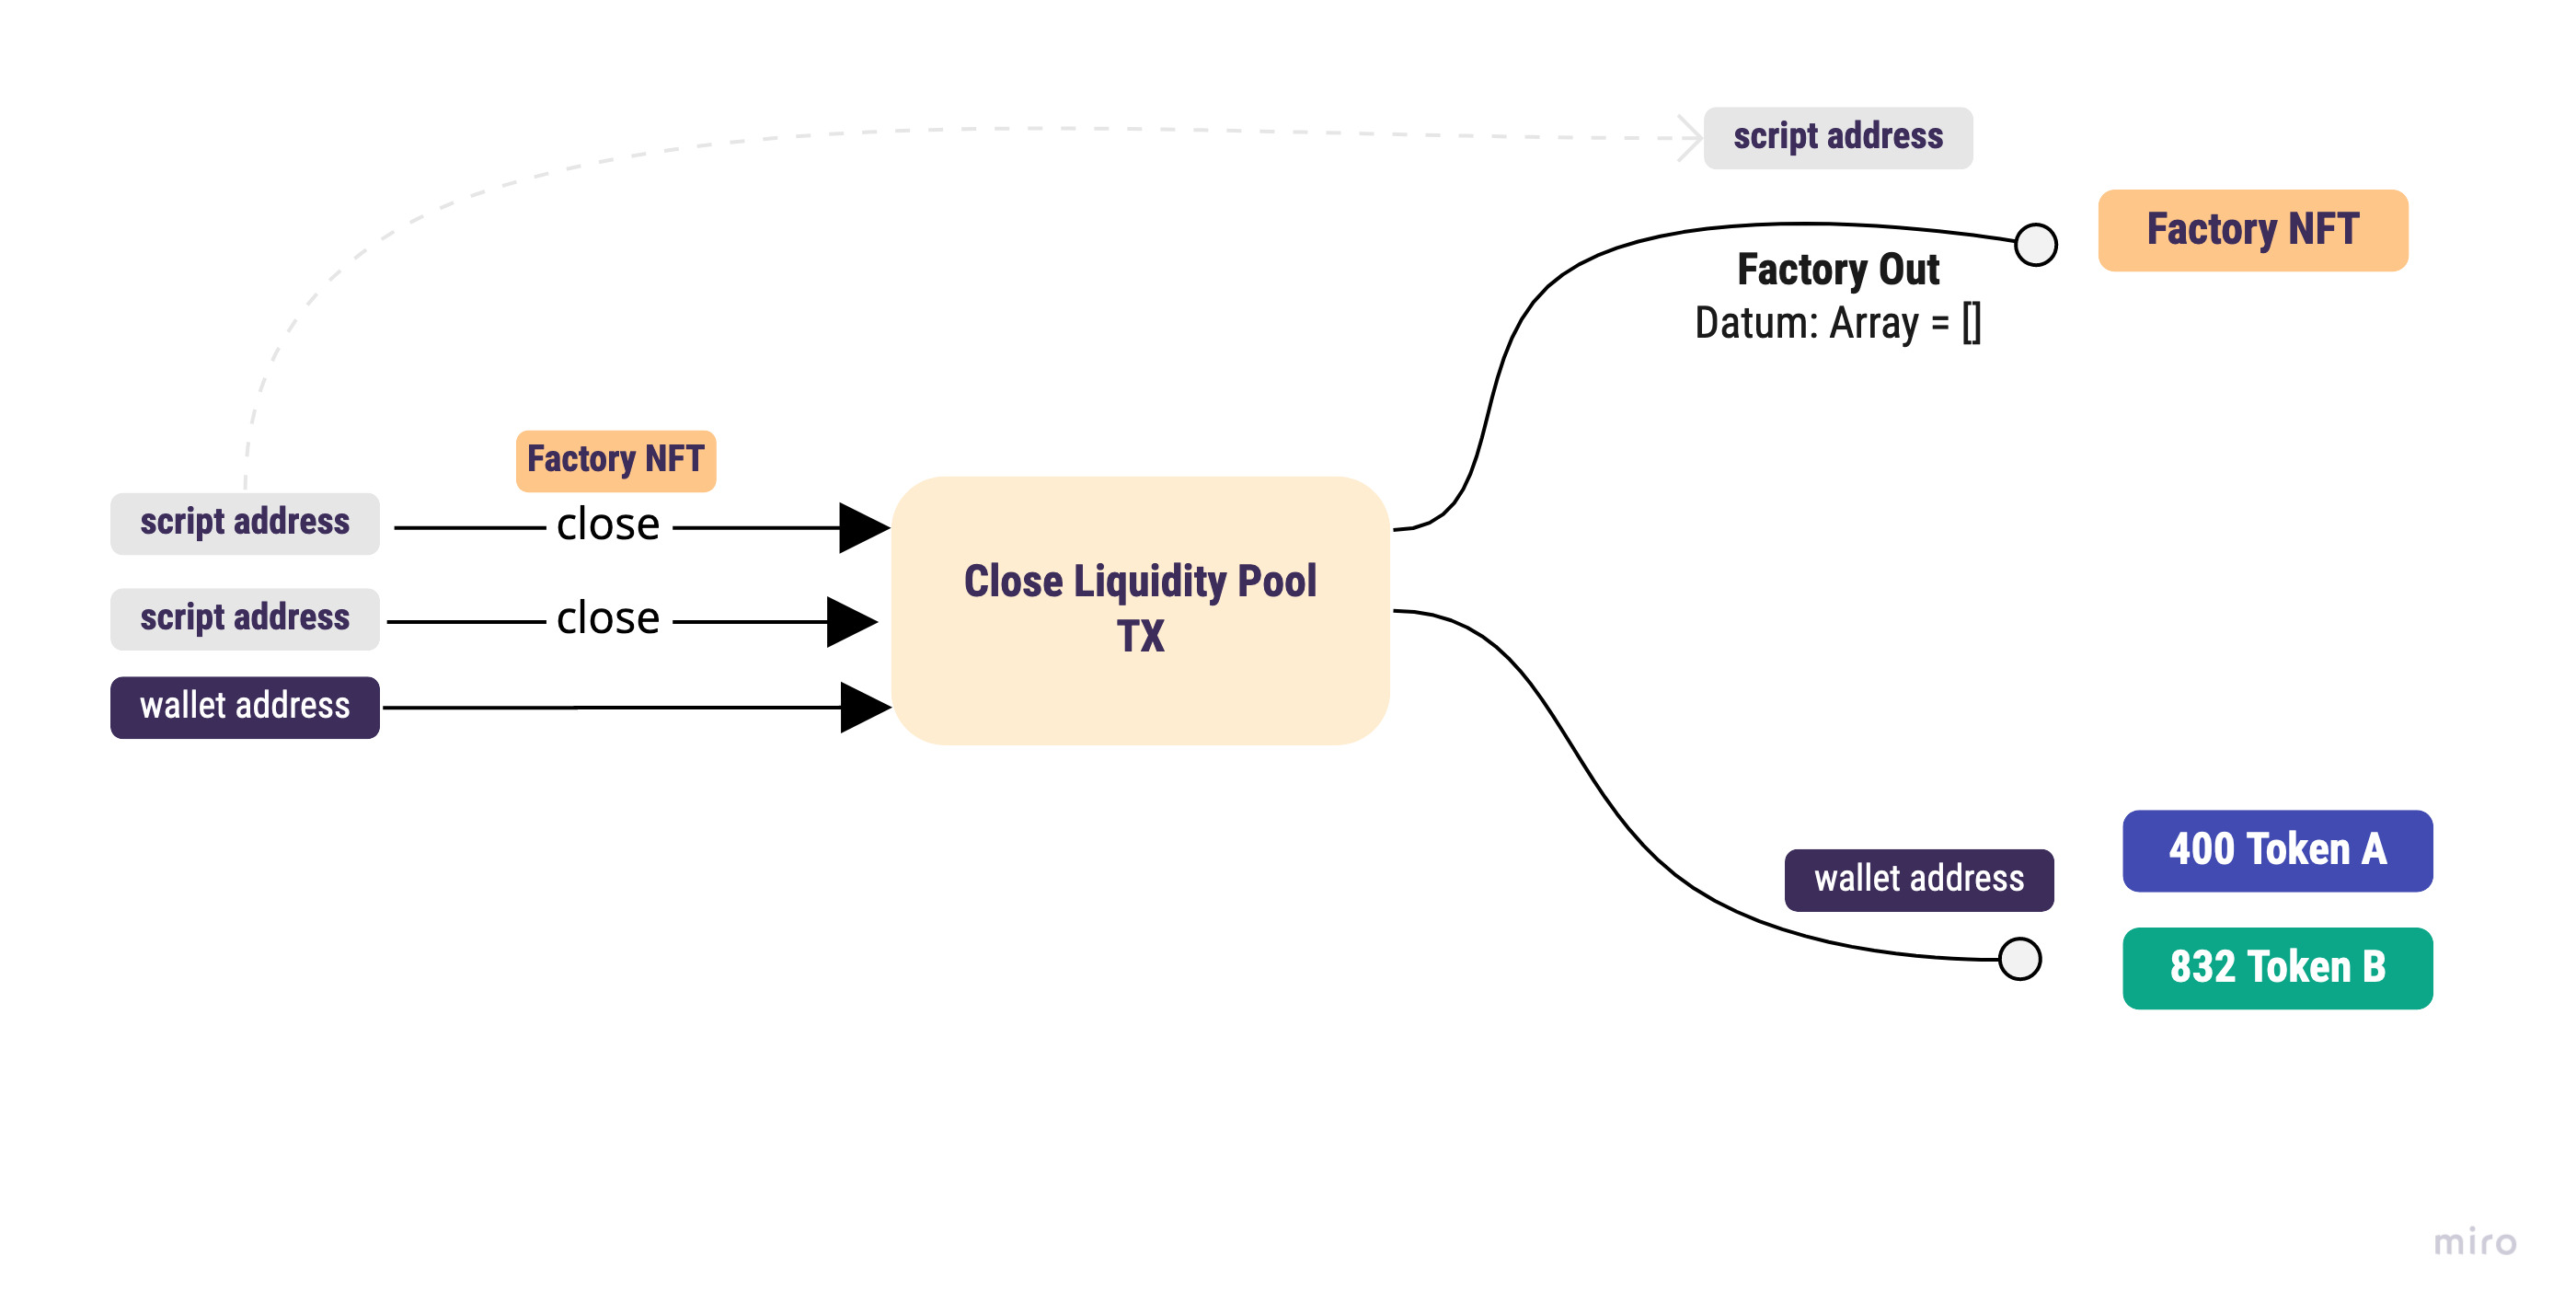 script address
Factory NFT
Factory Out
Datum: Array = []
Factory NFT
script address
close
script address
close
wallet address
Close Liquidity Pool
TX
wallet address
400 Token A
832 Token B
miro